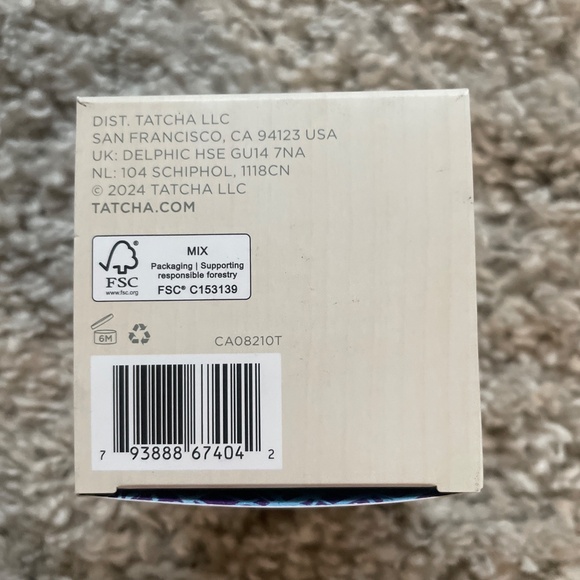 DIST. TATCHA LLC
SAN FRANCISCO, CA 94123 USA
UK: DELPHIC HSE GU14 7NA
NL: 104 SCHIPHOL, 1118CN
© 2024 TATCHA LLC
TATCHA.COM
FSC
www.fsc.org
MIX
Packaging | Supporting
responsible forestry
FSC® C153139
6M
CA08210T
7 93888 67404 2